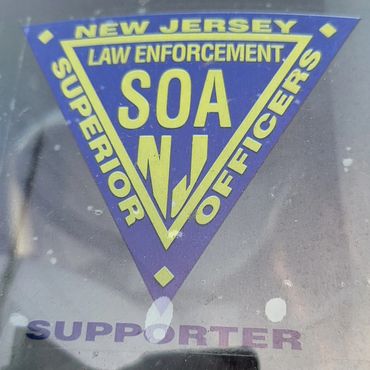 NEW JERSEY
LAW ENFORCEMENT
SUPERIOR
OFFICERS
SOA
NJ
SUPPORTER